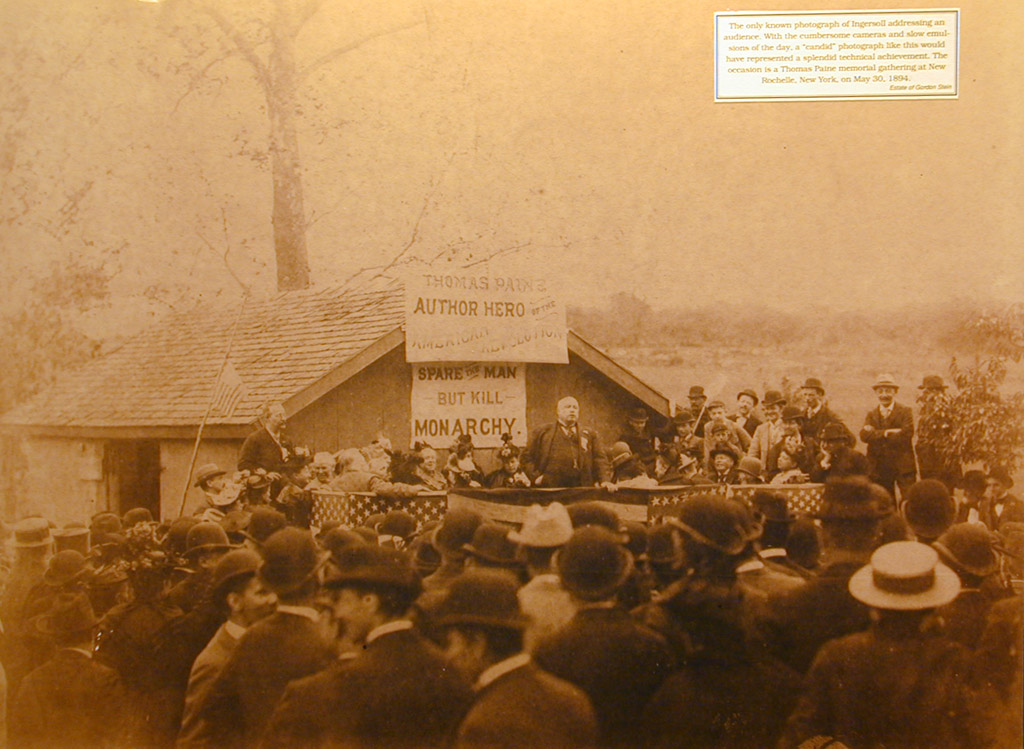 The only known photograph of Ingersoll addressing an
audience. With the cumbersome cameras and slow emul-
sions of the day, a "candid" photograph like this would
have represented a splendid technical achievement. The
occasion is a Thomas Paine memorial gathering at New
Rochelle, New York, on May 30, 1894.
Estate of Gordon Stein
THOMAS PAINE
AUTHOR HERO OF THE
AMERICAN REVOLUTION
SPARE THE MAN
- BUT KILL -
MONARCHY.